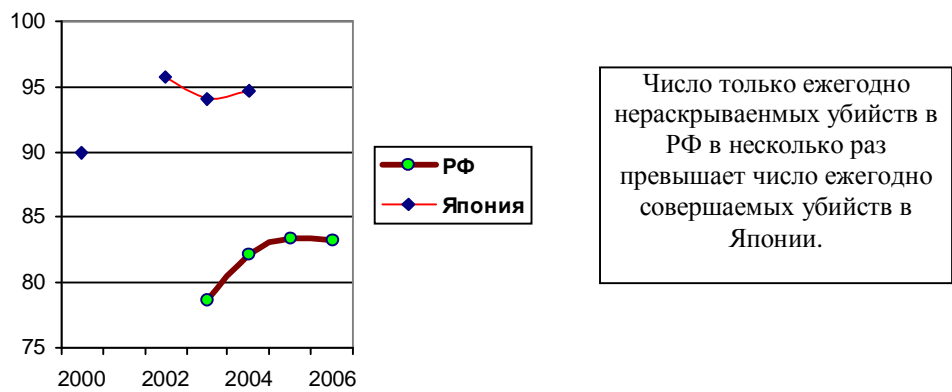 100
95
90
85
80
75
2000 2002 2004 2006
РФ
Япония
Число только ежегодно
нераскрываенмых убийств в
РФ в несколько раз
превышает число ежегодно
совершаемых убийств в
Японии.